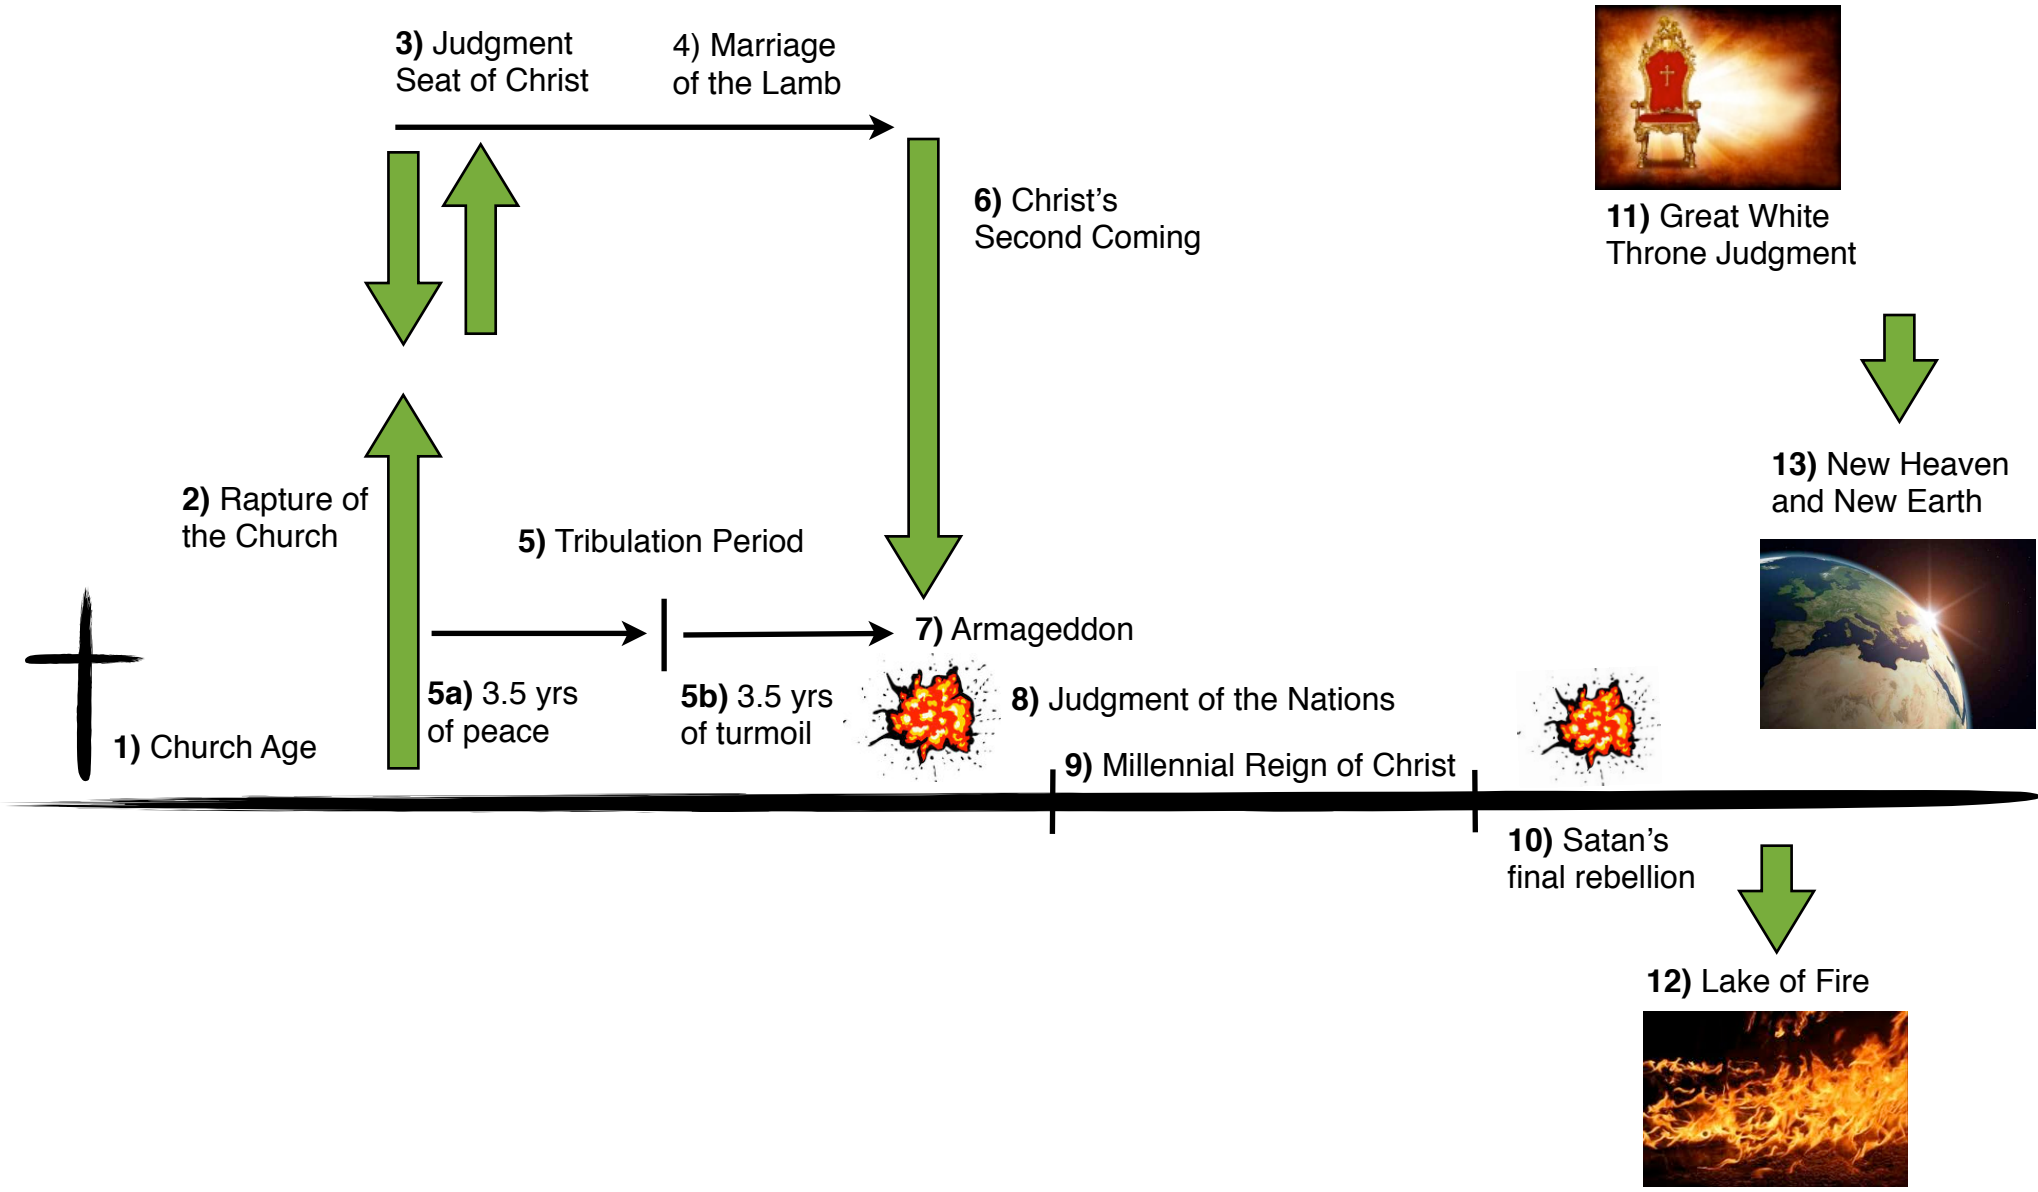 3) Judgment
Seat of Christ
4) Marriage
of the Lamb
6) Christ’s
Second Coming
11) Great White
Throne Judgment
2) Rapture of
the Church
5) Tribulation Period
13) New Heaven
and New Earth
7) Armageddon
5a) 3.5 yrs
of peace
5b) 3.5 yrs
of turmoil
8) Judgment of the Nations
1) Church Age
9) Millennial Reign of Christ
10) Satan’s
final rebellion
12) Lake of Fire